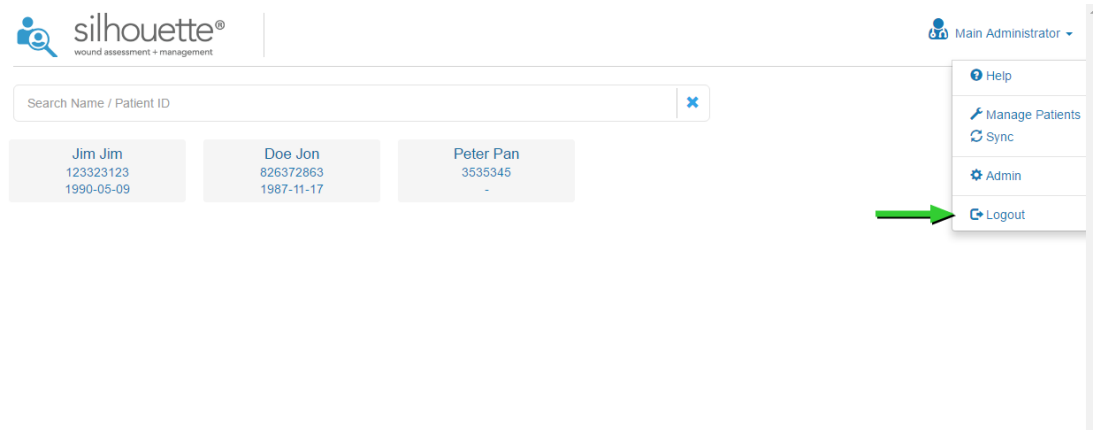 silhouette®
wound assessment + management
Main Administrator
Help
Search Name / Patient ID
Manage Patients
Sync
Jim Jim
123323123
1990-05-09
Doe Jon
826372863
1987-11-17
Peter Pan
3535345
-
Admin
Logout